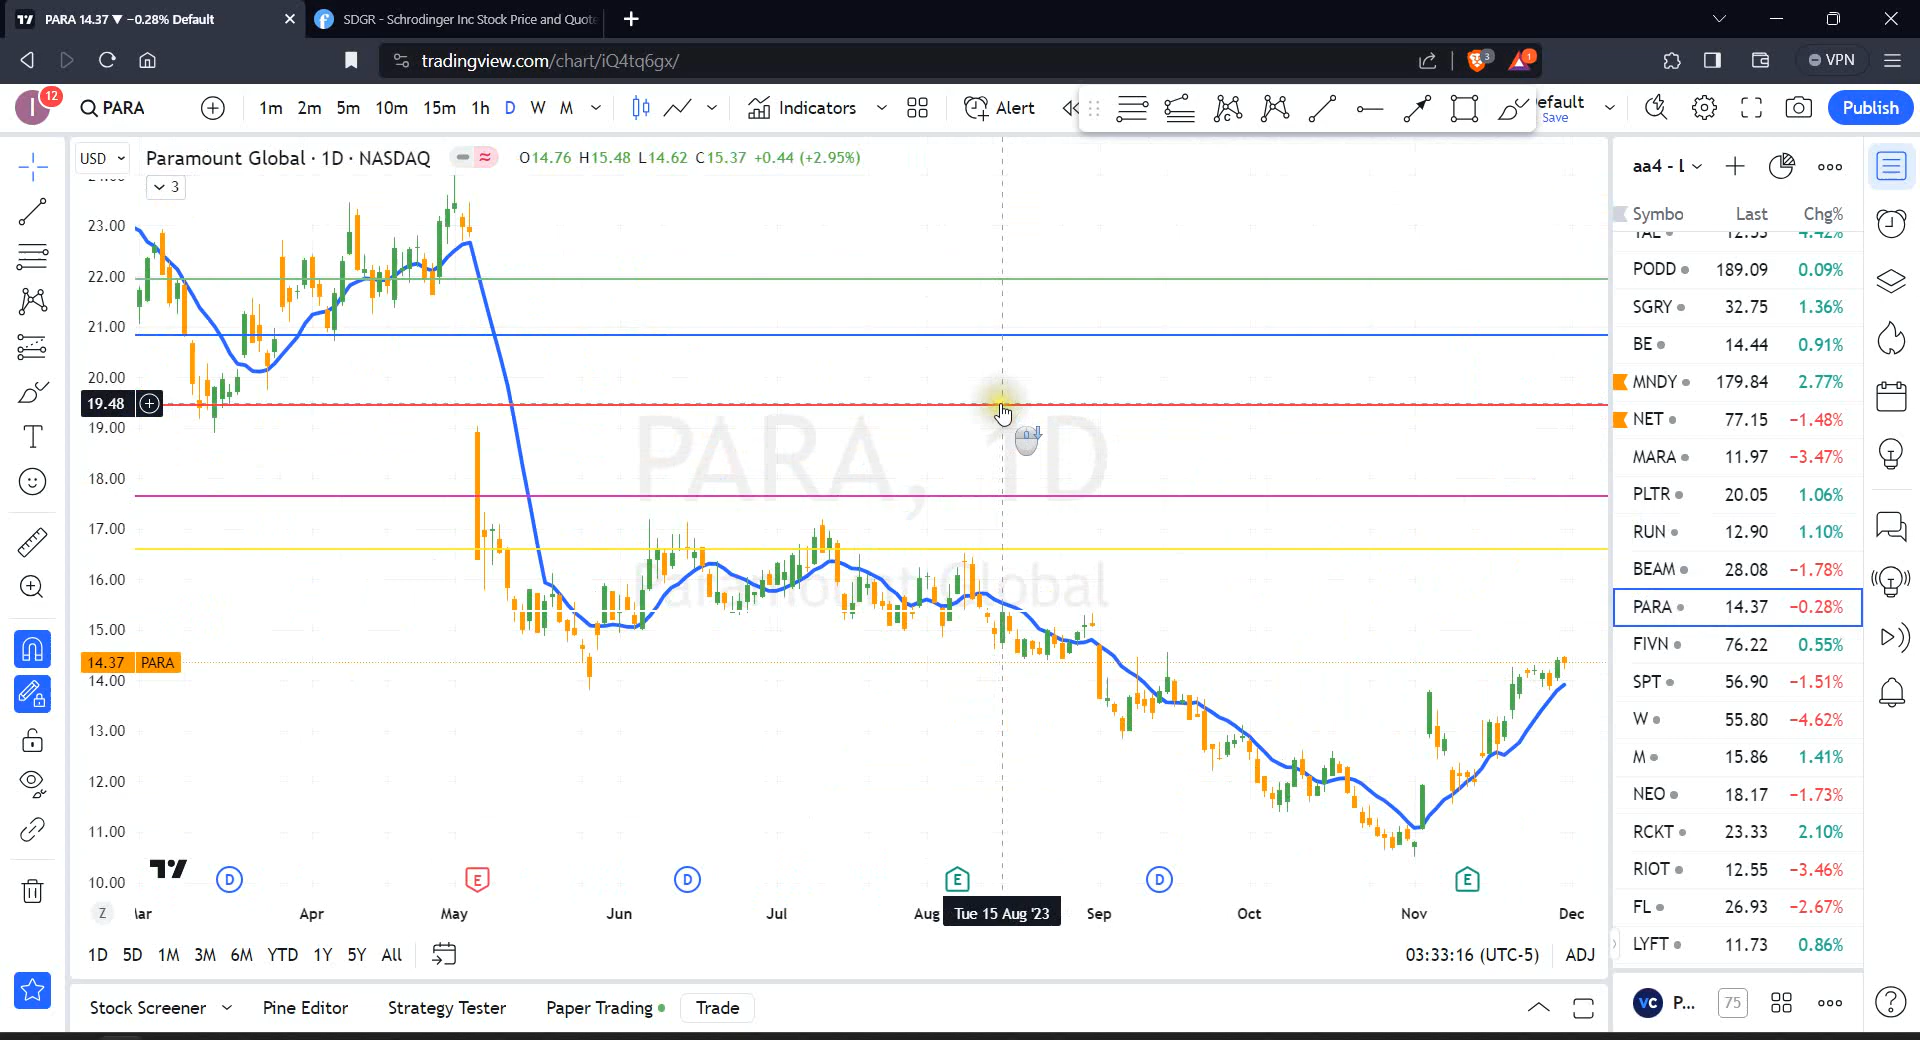 PARA 14.37 ▼ −0.28% Default
SDGR - Schrodinger Inc Stock Price and Quote
tradingview.com/chart/iQ4tq6gx/
3
1
VPN
I
12
PARA
1m 2m 5m 10m 15m 1h D W M
Indicators
Alert
efault
Save
Publish
USD
Paramount Global · 1D · NASDAQ
O14.76 H15.48 L14.62 C15.37 +0.44 (+2.95%)
3
23.00
22.00
21.00
20.00
19.48
19.00
18.00
17.00
16.00
15.00
14.37 PARA
14.00
13.00
12.00
11.00
10.00
PARA, 1D
Paramount Global
D E D E D E
Z
Mar Apr May Jun Jul Aug Tue 15 Aug '23 Sep Oct Nov Dec
1D 5D 1M 3M 6M YTD 1Y 5Y All
03:33:16 (UTC-5) ADJ
Stock Screener Pine Editor Strategy Tester Paper Trading Trade
aa4 - L
Symbo Last Chg%
PODD 189.09 0.09%
SGRY 32.75 1.36%
BE 14.44 0.91%
MNDY 179.84 2.77%
NET 77.15 −1.48%
MARA 11.97 −3.47%
PLTR 20.05 1.06%
RUN 12.90 1.10%
BEAM 28.08 −1.78%
PARA 14.37 −0.28%
FIVN 76.22 0.55%
SPT 56.90 −1.51%
W 55.80 −4.62%
M 15.86 1.41%
NEO 18.17 −1.73%
RCKT 23.33 2.10%
RIOT 12.55 −3.46%
FL 26.93 −2.67%
LYFT 11.73 0.86%
VC P... 75